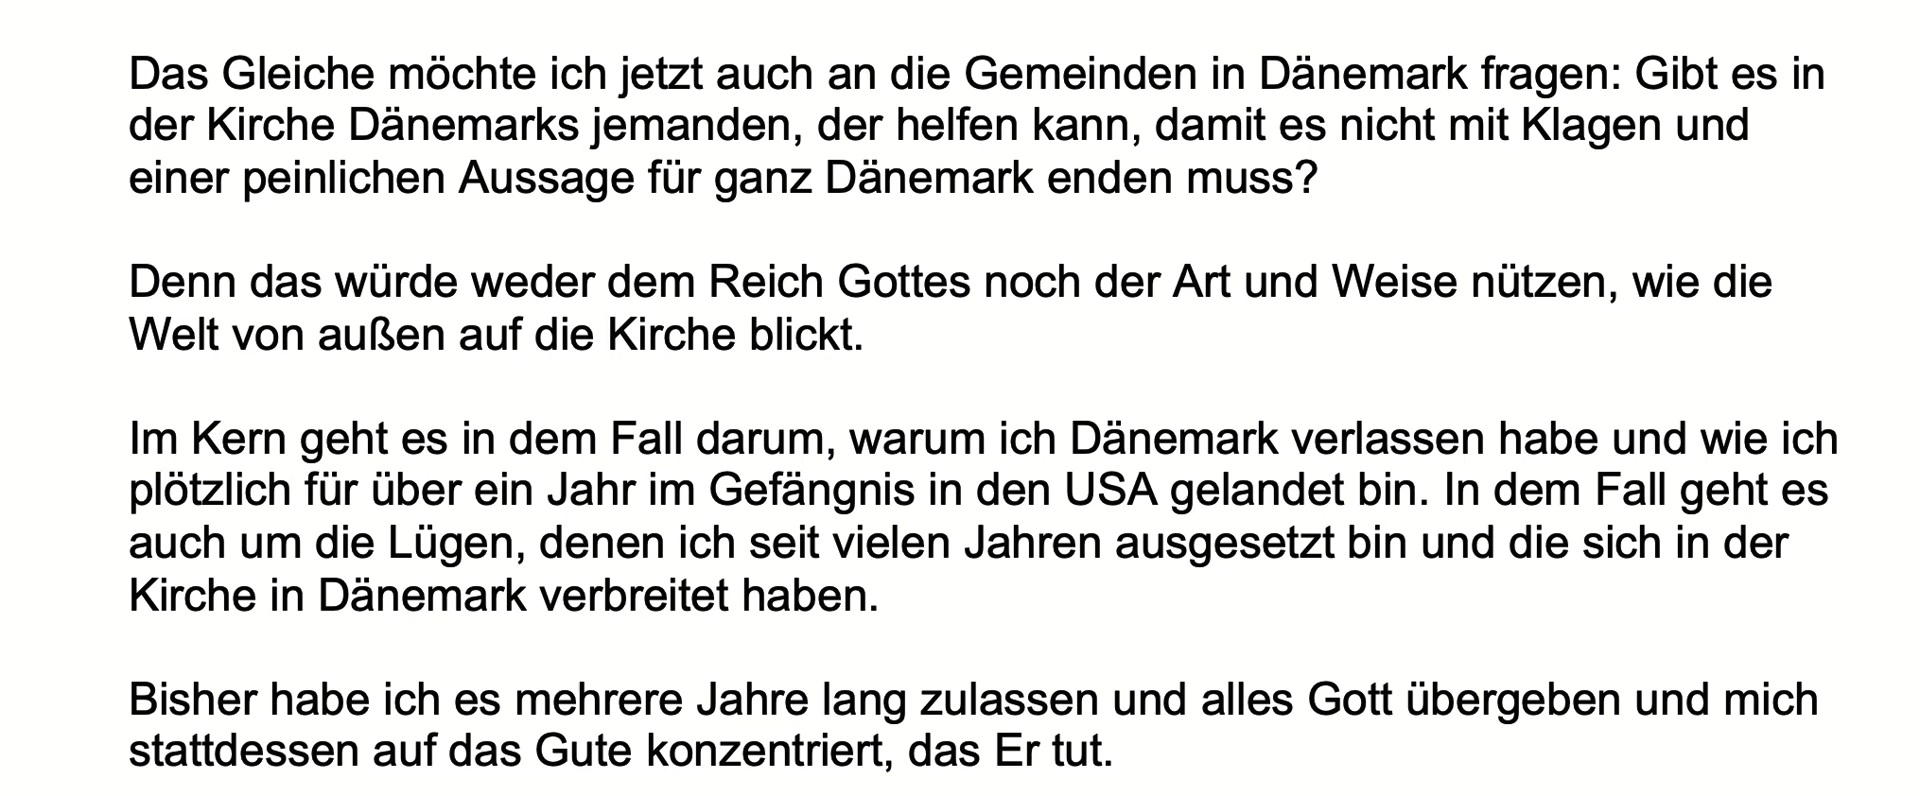 Das Gleiche möchte ich jetzt auch an die Gemeinden in Dänemark fragen: Gibt es in
der Kirche Dänemarks jemanden, der helfen kann, damit es nicht mit Klagen und
einer peinlichen Aussage für ganz Dänemark enden muss?
Denn das würde weder dem Reich Gottes noch der Art und Weise nützen, wie die
Welt von außen auf die Kirche blickt.
Im Kern geht es in dem Fall darum, warum ich Dänemark verlassen habe und wie ich
plötzlich für über ein Jahr im Gefängnis in den USA gelandet bin. In dem Fall geht es
auch um die Lügen, denen ich seit vielen Jahren ausgesetzt bin und die sich in der
Kirche in Dänemark verbreitet haben.
Bisher habe ich es mehrere Jahre lang zulassen und alles Gott übergeben und mich
stattdessen auf das Gute konzentriert, das Er tut.